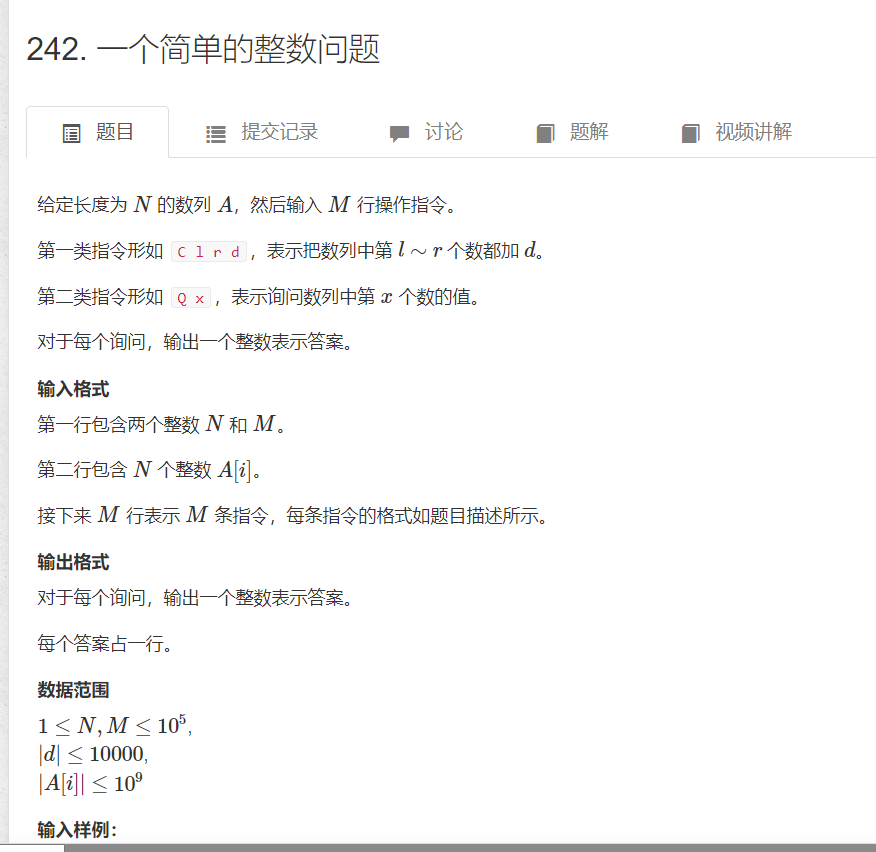 242. 一个简单的整数问题
题目 提交记录 讨论 题解 视频讲解
给定长度为 N 的数列 A，然后输入 M 行操作指令。
第一类指令形如 C l r d，表示把数列中第 l ∼ r 个数都加 d。
第二类指令形如 Q x，表示询问数列中第 x 个数的值。
对于每个询问，输出一个整数表示答案。
输入格式
第一行包含两个整数 N 和 M。
第二行包含 N 个整数 A[i]。
接下来 M 行表示 M 条指令，每条指令的格式如题目描述所示。
输出格式
对于每个询问，输出一个整数表示答案。
每个答案占一行。
数据范围
1 ≤ N, M ≤ 10⁵,
|d| ≤ 10000,
|A[i]| ≤ 10⁹
输入样例：